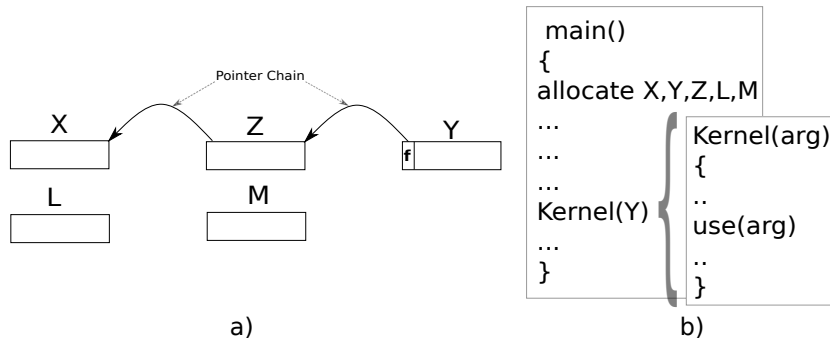 Pointer Chain
X
Z
Y
f
L
M
a)
main()
{
allocate X,Y,Z,L,M
...
...
...
Kernel(Y)
...
}
Kernel(arg)
{
..
use(arg)
..
}
b)